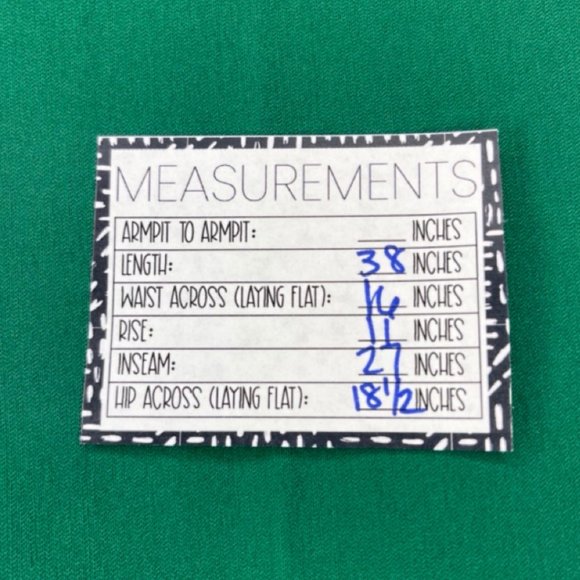 MEASUREMENTS
ARMPIT TO ARMPIT: ____ INCHES
LENGTH: 38 INCHES
WAIST ACROSS (LAYING FLAT): 16 INCHES
RISE: 11 INCHES
INSEAM: 27 INCHES
HIP ACROSS (LAYING FLAT): 18 1/2 INCHES